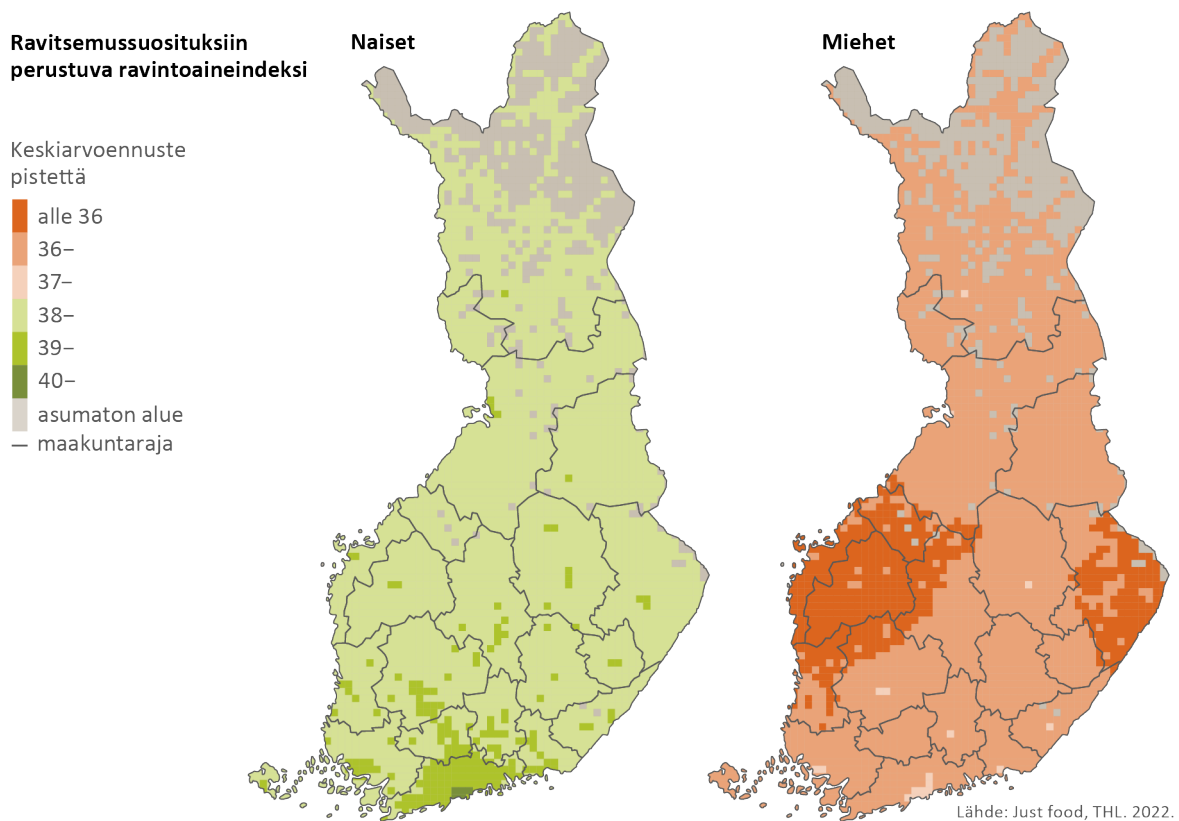 Ravitsemussuosituksiin
perustuva ravintoaineindeksi
Naiset
Miehet
Keskiarvoennuste
pistettä
alle 36
36–
37–
38–
39–
40–
asumaton alue
maakuntaraja
Lähde: Just food, THL. 2022.